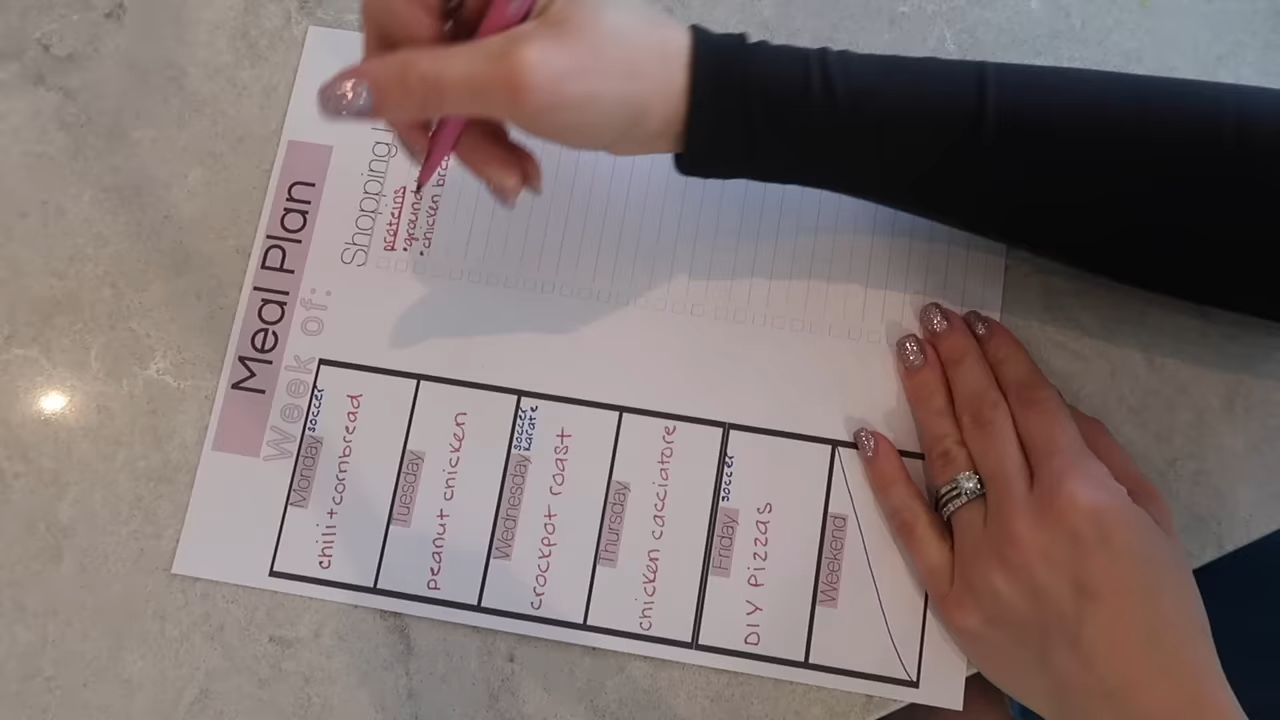 Meal Plan
Week of:
Shopping
proteins
• ground
• chicken
Monday soccer
chili + cornbread
Tuesday
peanut chicken
Wednesday soccer
karate
crockpot roast
Thursday
chicken cacciatore
Friday soccer
DIY PIZZAS
Weekend